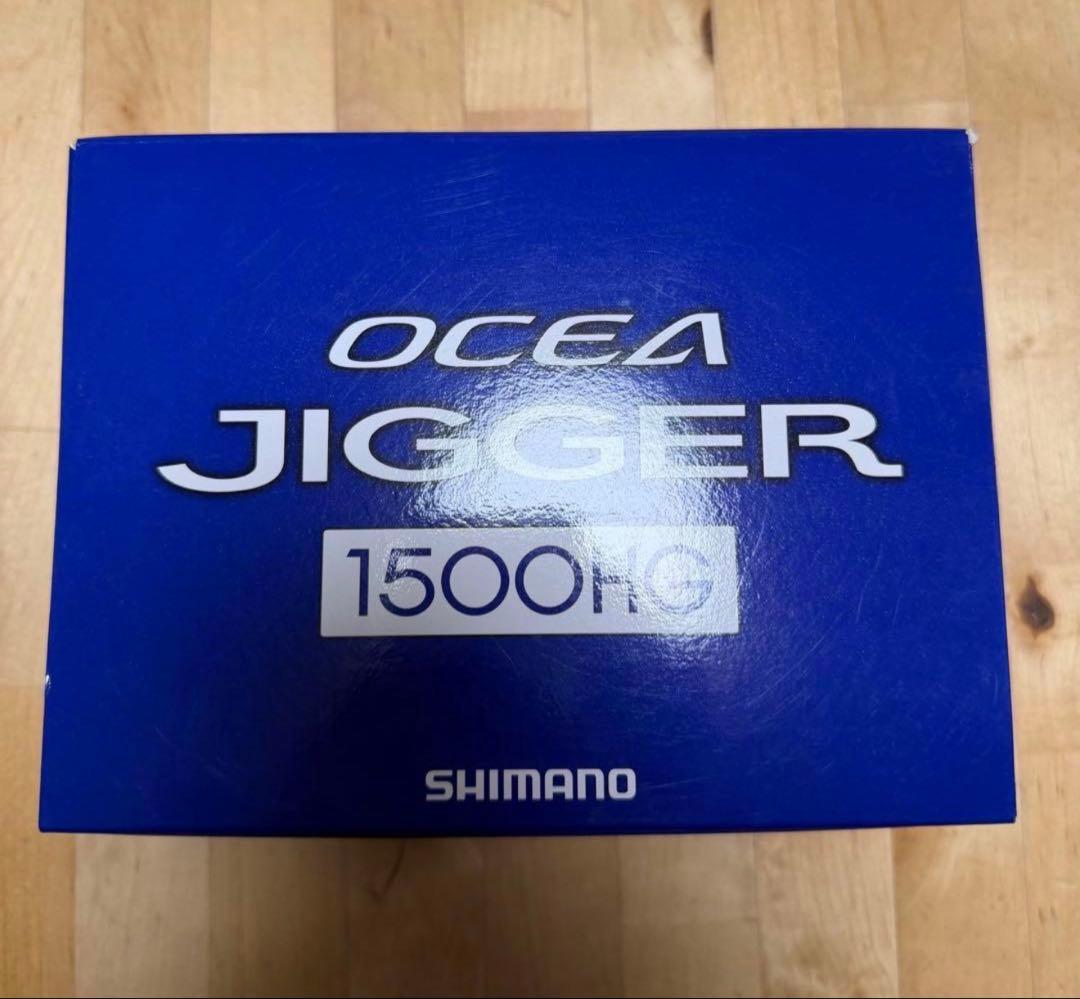 OCEA
JIGGER
1500HG
SHIMANO